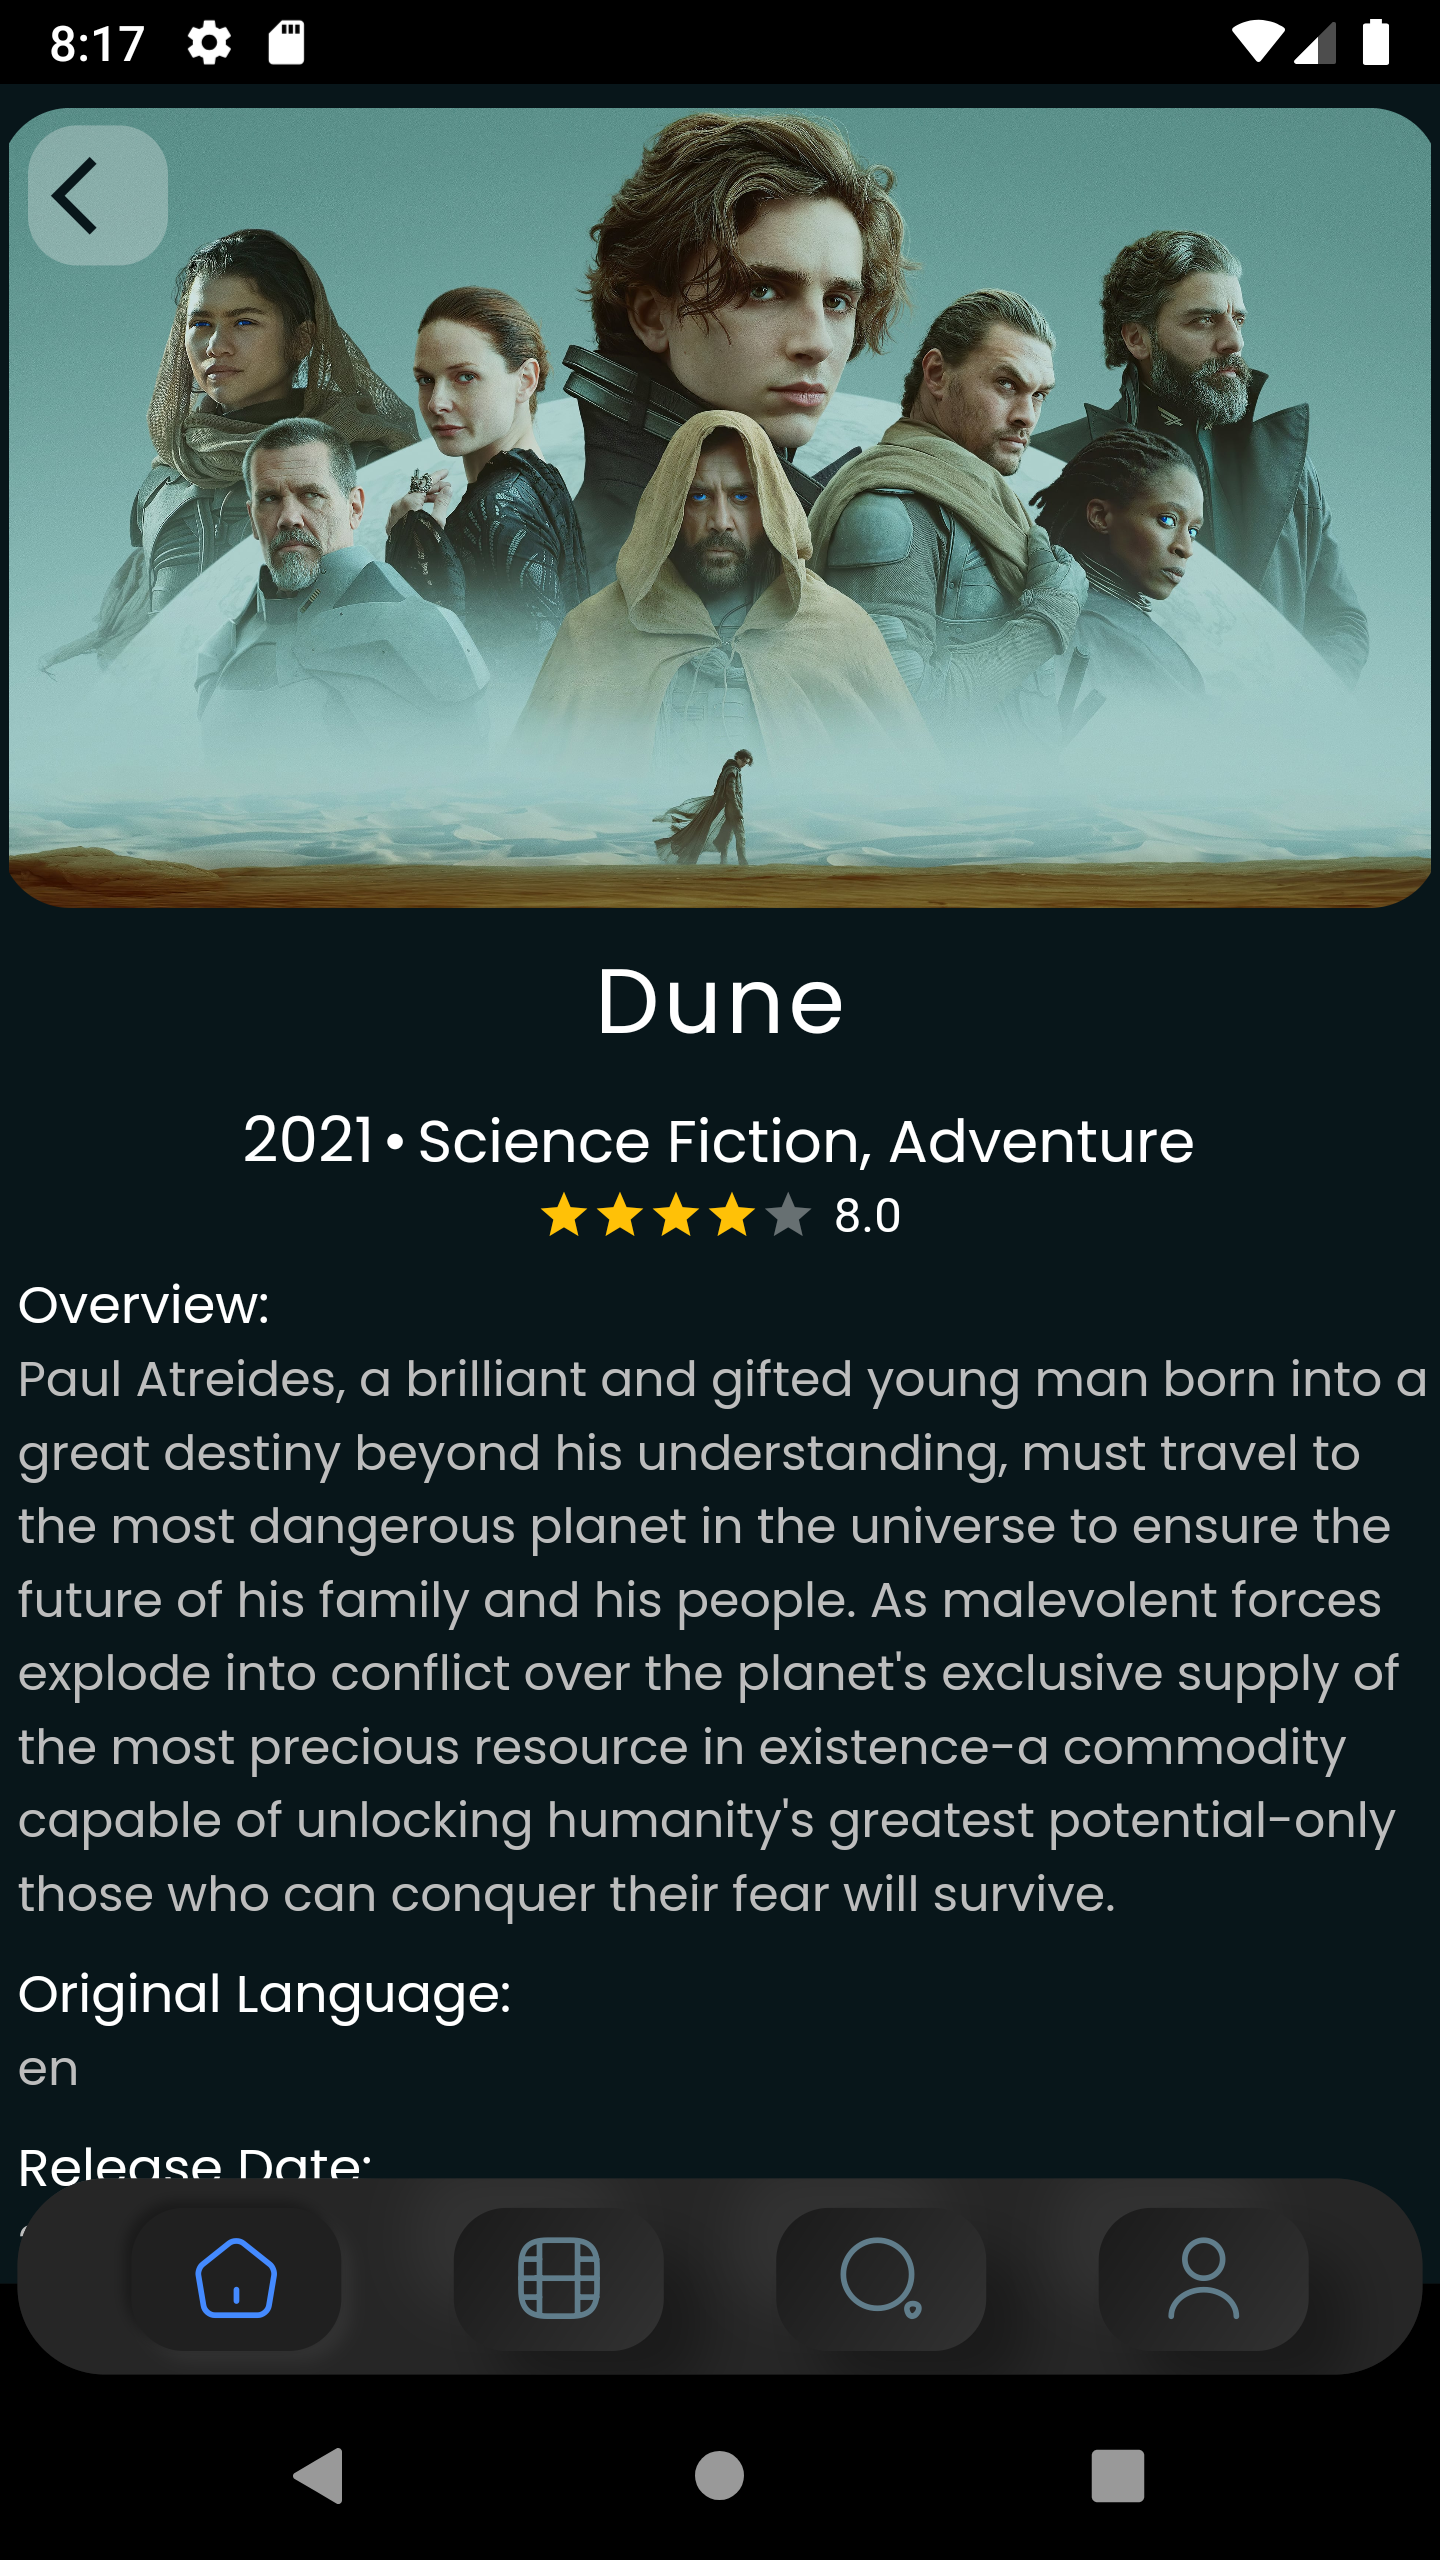 8:17
Dune
2021 • Science Fiction, Adventure
8.0
Overview:
Paul Atreides, a brilliant and gifted young man born into a
great destiny beyond his understanding, must travel to
the most dangerous planet in the universe to ensure the
future of his family and his people. As malevolent forces
explode into conflict over the planet's exclusive supply of
the most precious resource in existence-a commodity
capable of unlocking humanity's greatest potential-only
those who can conquer their fear will survive.
Original Language:
en
Release Date: